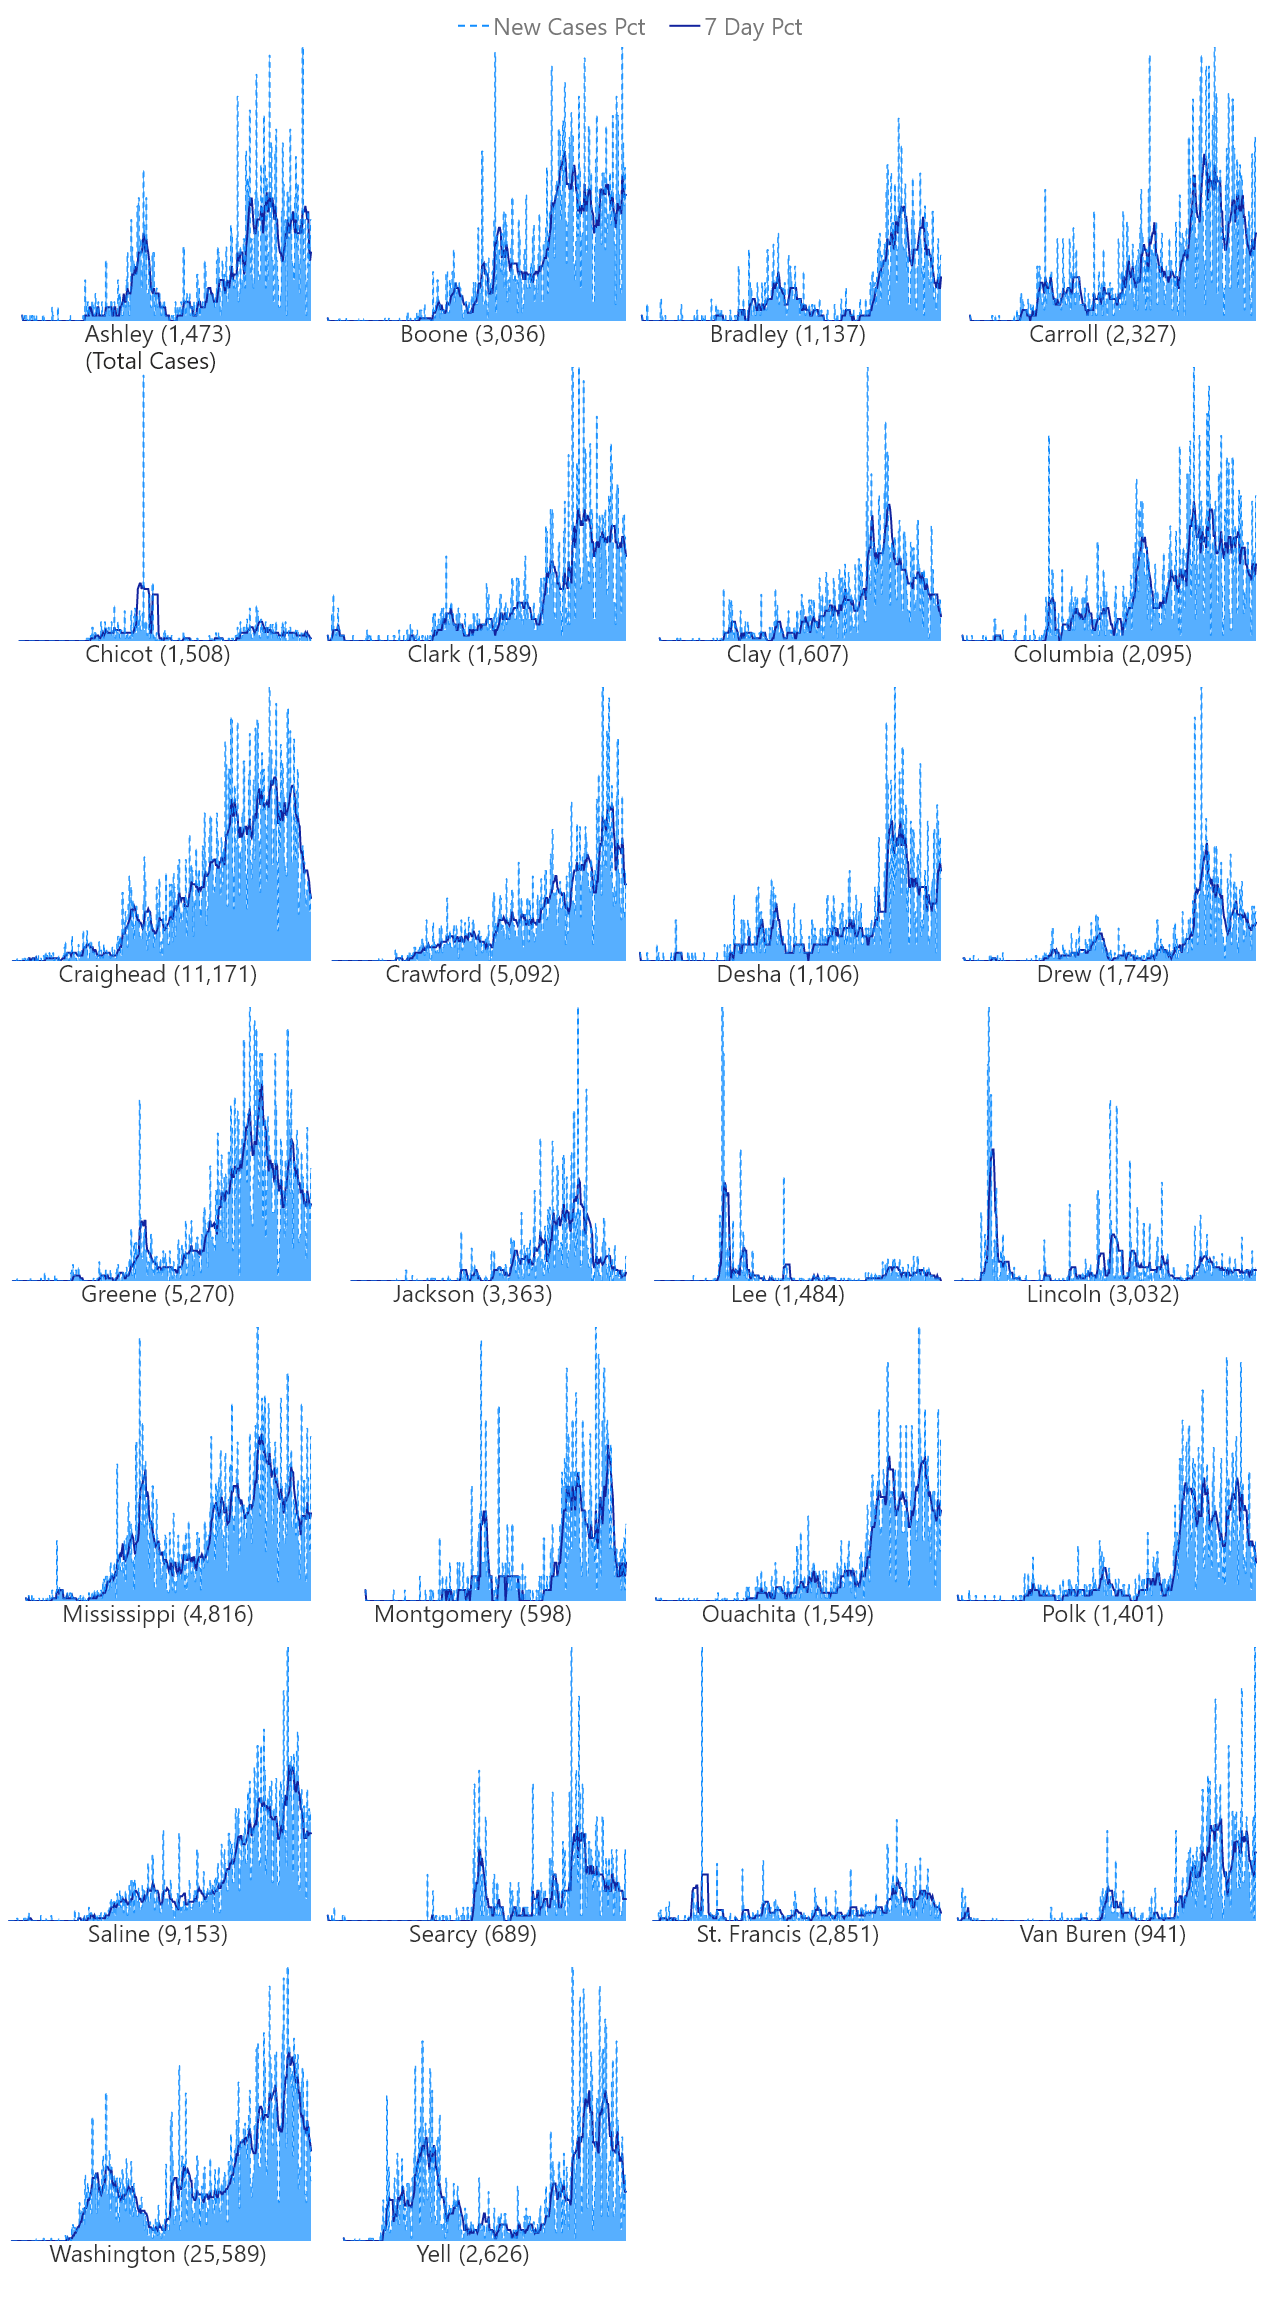 New Cases Pct 7 Day Pct
Ashley (1,473) Boone (3,036) Bradley (1,137) Carroll (2,327)
(Total Cases)
Chicot (1,508) Clark (1,589) Clay (1,607) Columbia (2,095)
Craighead (11,171) Crawford (5,092) Desha (1,106) Drew (1,749)
Greene (5,270) Jackson (3,363) Lee (1,484) Lincoln (3,032)
Mississippi (4,816) Montgomery (598) Ouachita (1,549) Polk (1,401)
Saline (9,153) Searcy (689) St. Francis (2,851) Van Buren (941)
Washington (25,589) Yell (2,626)